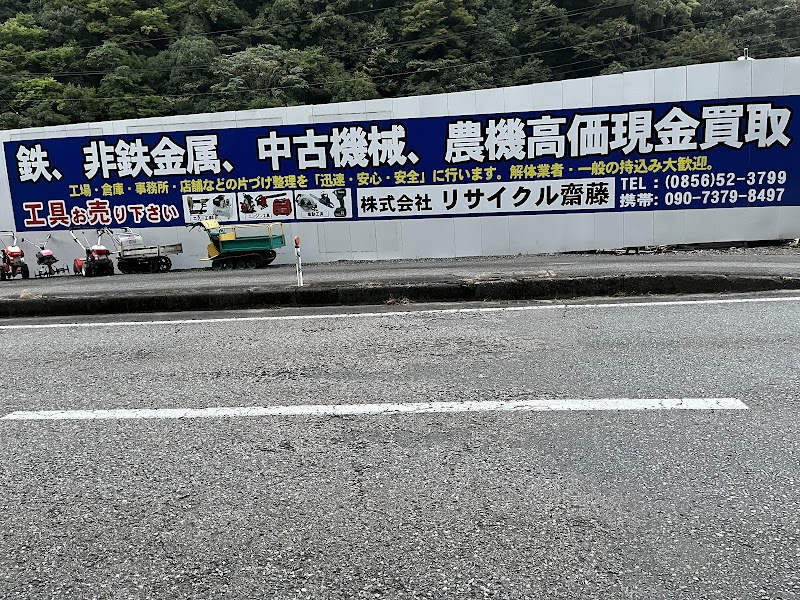 鉄、非鉄金属、中古機械、農機高価現金買取
工場・倉庫・事務所・店舗などの片づけ整理を「迅速・安心・安全」に行います。解体業者・一般の持込み大歓迎。
工具お売り下さい
株式会社 リサイクル齋藤
TEL:(0856)52-3799
携帯:090-7379-8497